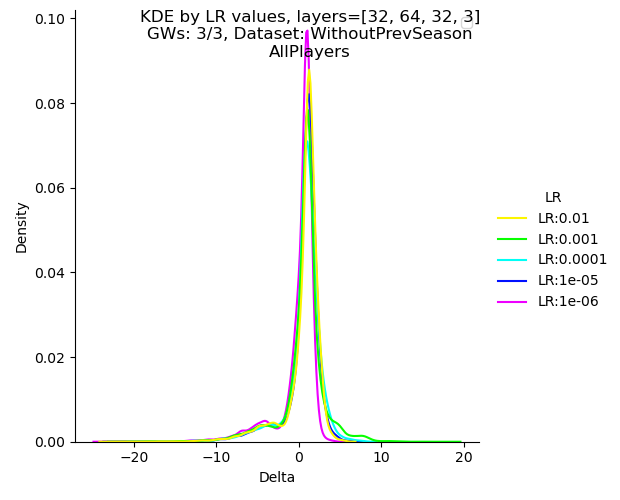 KDE by LR values, layers=[32, 64, 32, 3]
GWs: 3/3, Dataset: WithoutPrevSeason
AllPlayers
0.10
0.08
0.06
0.04
0.02
0.00
Density
−20
−10
0
10
20
Delta
LR
LR:0.01
LR:0.001
LR:0.0001
LR:1e-05
LR:1e-06